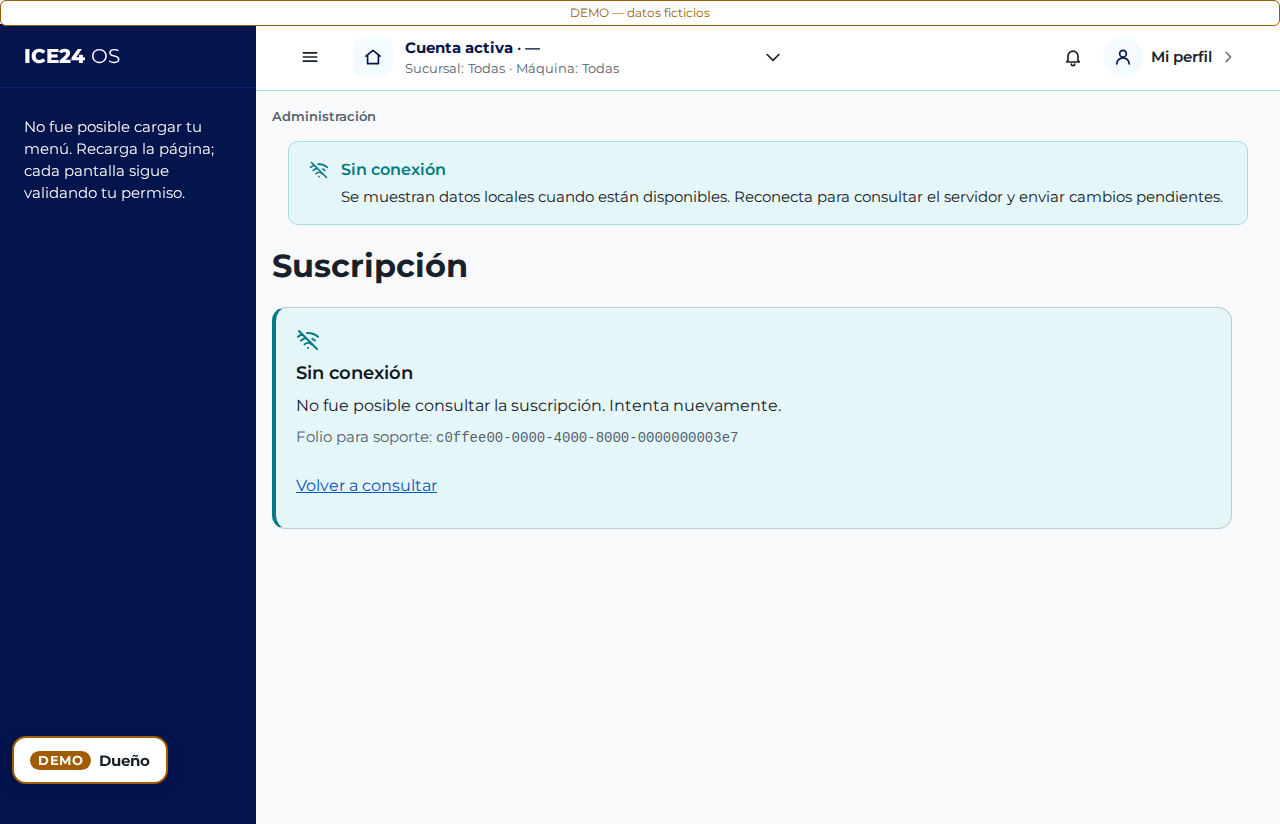 DEMO — datos ficticios
ICE24 OS
Cuenta activa · —
Sucursal: Todas · Máquina: Todas
Mi perfil
No fue posible cargar tu
menú. Recarga la página;
cada pantalla sigue
validando tu permiso.
Administración
Sin conexión
Se muestran datos locales cuando están disponibles. Reconecta para consultar el servidor y enviar cambios pendientes.
Suscripción
Sin conexión
No fue posible consultar la suscripción. Intenta nuevamente.
Folio para soporte: c0ffee00-0000-4000-8000-0000000003e7
Volver a consultar
DEMO Dueño